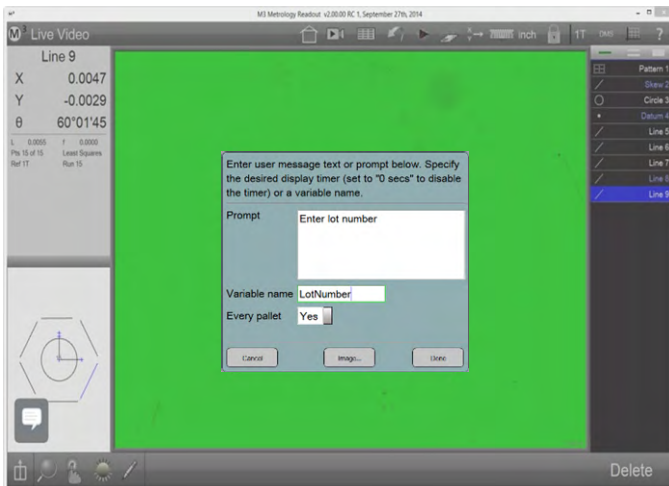 M3 Metrology Readout v2.00.00 RC 1, September 27th, 2014
M3 Live Video
inch
1T
DMS
?
Line 9
X 0.0047
Y -0.0029
θ 60°01'45
L 0.0055 f 0.0000
Pts 15 of 15 Least Squares
Ref 1T Run 15
Enter user message text or prompt below. Specify
the desired display timer (set to "0 secs" to disable
the timer) or a variable name.
Prompt
Enter lot number
Variable name LotNumber
Every pallet Yes
Cancel
Image...
Done
Pattern 1
Skew 2
Circle 3
Datum 4
Line 5
Line 6
Line 7
Line 8
Line 9
Delete